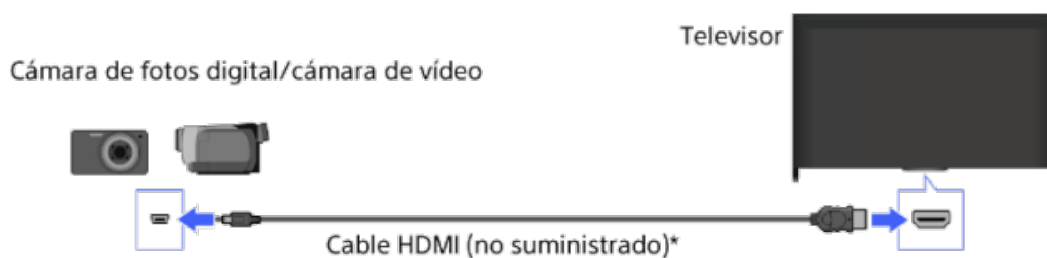 Televisor
Cámara de fotos digital/cámara de vídeo
Cable HDMI (no suministrado)*